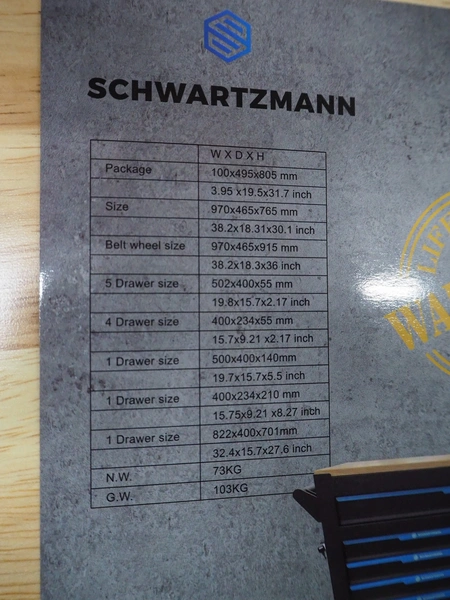 SCHWARTZMANN
W X D X H
Package 100x495x805 mm
3.95 x19.5x31.7 inch
Size 970x465x765 mm
38.2x18.31x30.1 inch
Belt wheel size 970x465x915 mm
38.2x18.3x36 inch
5 Drawer size 502x400x55 mm
19.8x15.7x2.17 inch
4 Drawer size 400x234x55 mm
15.7x9.21 x2.17 inch
1 Drawer size 500x400x140mm
19.7x15.7x5.5 inch
1 Drawer size 400x234x210 mm
15.75x9.21 x8.27 inch
1 Drawer size 822x400x701mm
32.4x15.7x27,6 inch
N.W. 73KG
G.W. 103KG